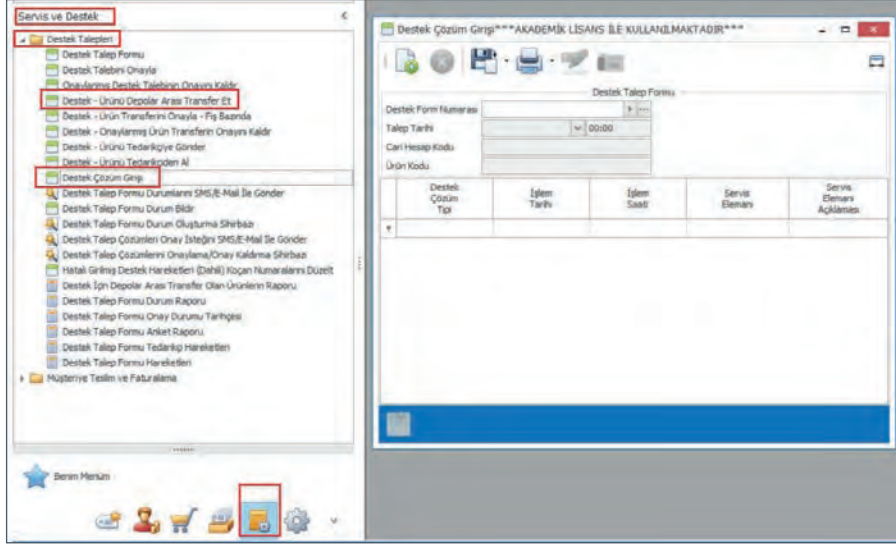 Servis ve Destek
Destek Talepleri
Destek Talep Formu
Destek Talebini Onayla
Onaylanmış Destek Talebinin Onayını Kaldır
Destek - Ürünü Depolar Arası Transfer Et
Destek - Ürün Transferini Onayla - Fiş Bazında
Destek - Onaylanmış Ürün Transferin Onayını Kaldır
Destek - Ürünü Tedarikçiye Gönder
Destek - Ürünü Tedarikçiden Al
Destek Çözüm Girişi
Destek Talep Formu Durumlarını SMS/E-Mail İle Gönder
Destek Talep Formu Durum Bildir
Destek Talep Formu Durum Oluşturma Sihirbazı
Destek Talep Çözümleri Onay İsteğini SMS/E-Mail İle Gönder
Destek Talep Çözümlerini Onaylama/Onay Kaldırma Sihirbazı
Hatalı Girilmiş Destek Hareketleri (Dahili) Koçan Numaralarını Düzelt
Destek İçin Depolar Arası Transfer Olan Ürünlerin Raporu
Destek Talep Formu Durum Raporu
Destek Talep Formu Onay Durumu Tarihçesi
Destek Talep Formu Anket Raporu
Destek Talep Formu Tedarikçi Hareketleri
Destek Talep Formu Hareketleri
Müşteriye Teslim ve Faturalama
Benim Menüm
Destek Çözüm Girişi***AKADEMİK LİSANS İLE KULLANILMAKTADIR***
Destek Talep Formu
Destek Form Numarası
Talep Tarihi 00:00
Cari Hesap Kodu
Ürün Kodu
Destek Çözüm Tipi
İşlem Tarihi
İşlem Saati
Servis Elemanı
Servis Elemanı Açıklaması